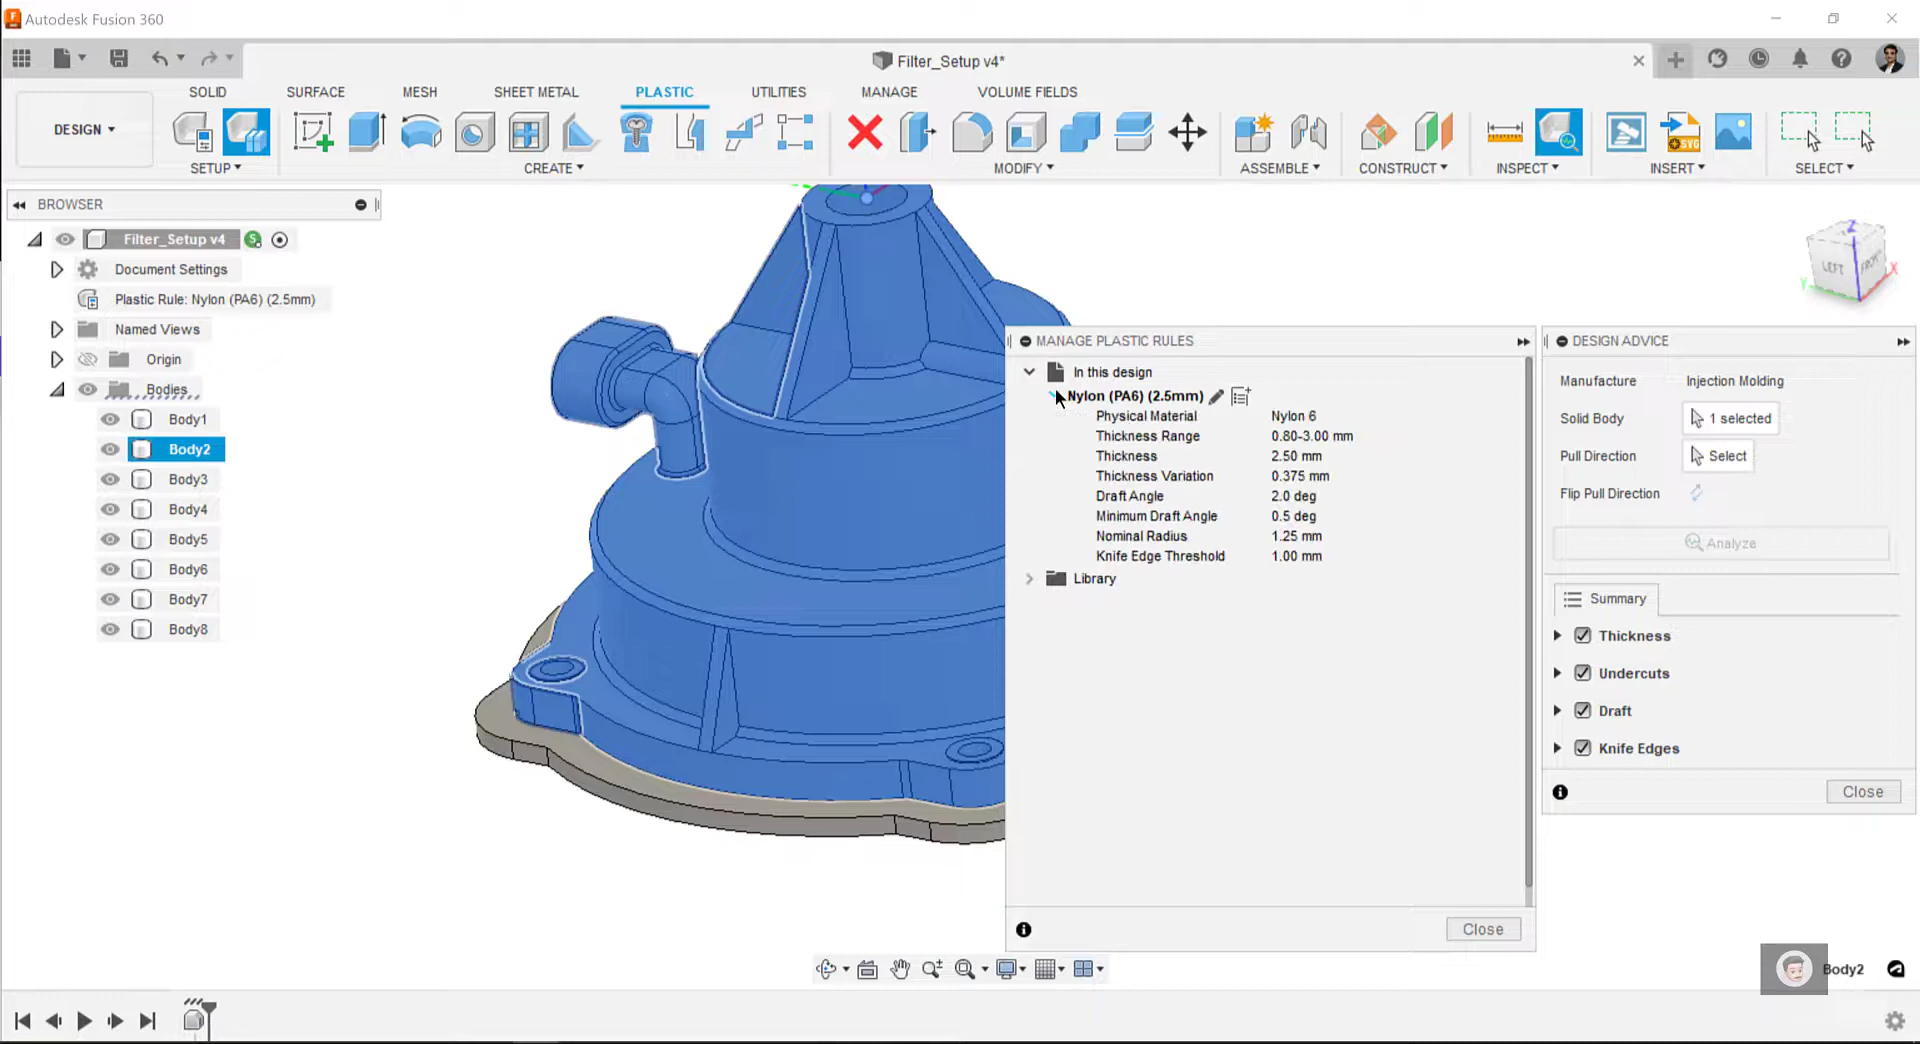 Autodesk Fusion 360
Filter_Setup v4*
SOLID SURFACE MESH SHEET METAL PLASTIC UTILITIES MANAGE VOLUME FIELDS
DESIGN
SETUP CREATE MODIFY ASSEMBLE CONSTRUCT INSPECT INSERT SELECT
SVG
BROWSER
Filter_Setup v4
Document Settings
Plastic Rule: Nylon (PA6) (2.5mm)
Named Views
Origin
Bodies
Body1
Body2
Body3
Body4
Body5
Body6
Body7
Body8
Z
LEFT FRONT
X
Y
MANAGE PLASTIC RULES
In this design
Nylon (PA6) (2.5mm)
Physical Material Nylon 6
Thickness Range 0.80-3.00 mm
Thickness 2.50 mm
Thickness Variation 0.375 mm
Draft Angle 2.0 deg
Minimum Draft Angle 0.5 deg
Nominal Radius 1.25 mm
Knife Edge Threshold 1.00 mm
Library
Close
DESIGN ADVICE
Manufacture Injection Molding
Solid Body 1 selected
Pull Direction Select
Flip Pull Direction
Analyze
Summary
Thickness
Undercuts
Draft
Knife Edges
Close
Body2